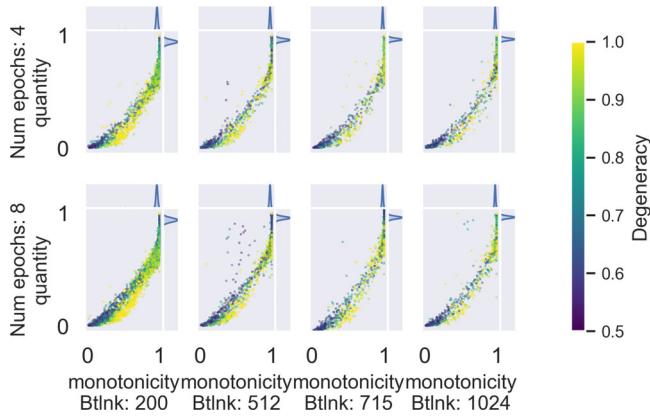 Num epochs: 4
quantity
1
0
Num epochs: 8
quantity
1
0
0 1 0 1 0 1 0 1
monotonicity monotonicity monotonicity monotonicity
Btlnk: 200 Btlnk: 512 Btlnk: 715 Btlnk: 1024
1.0
0.9
0.8
0.7
0.6
0.5
Degeneracy